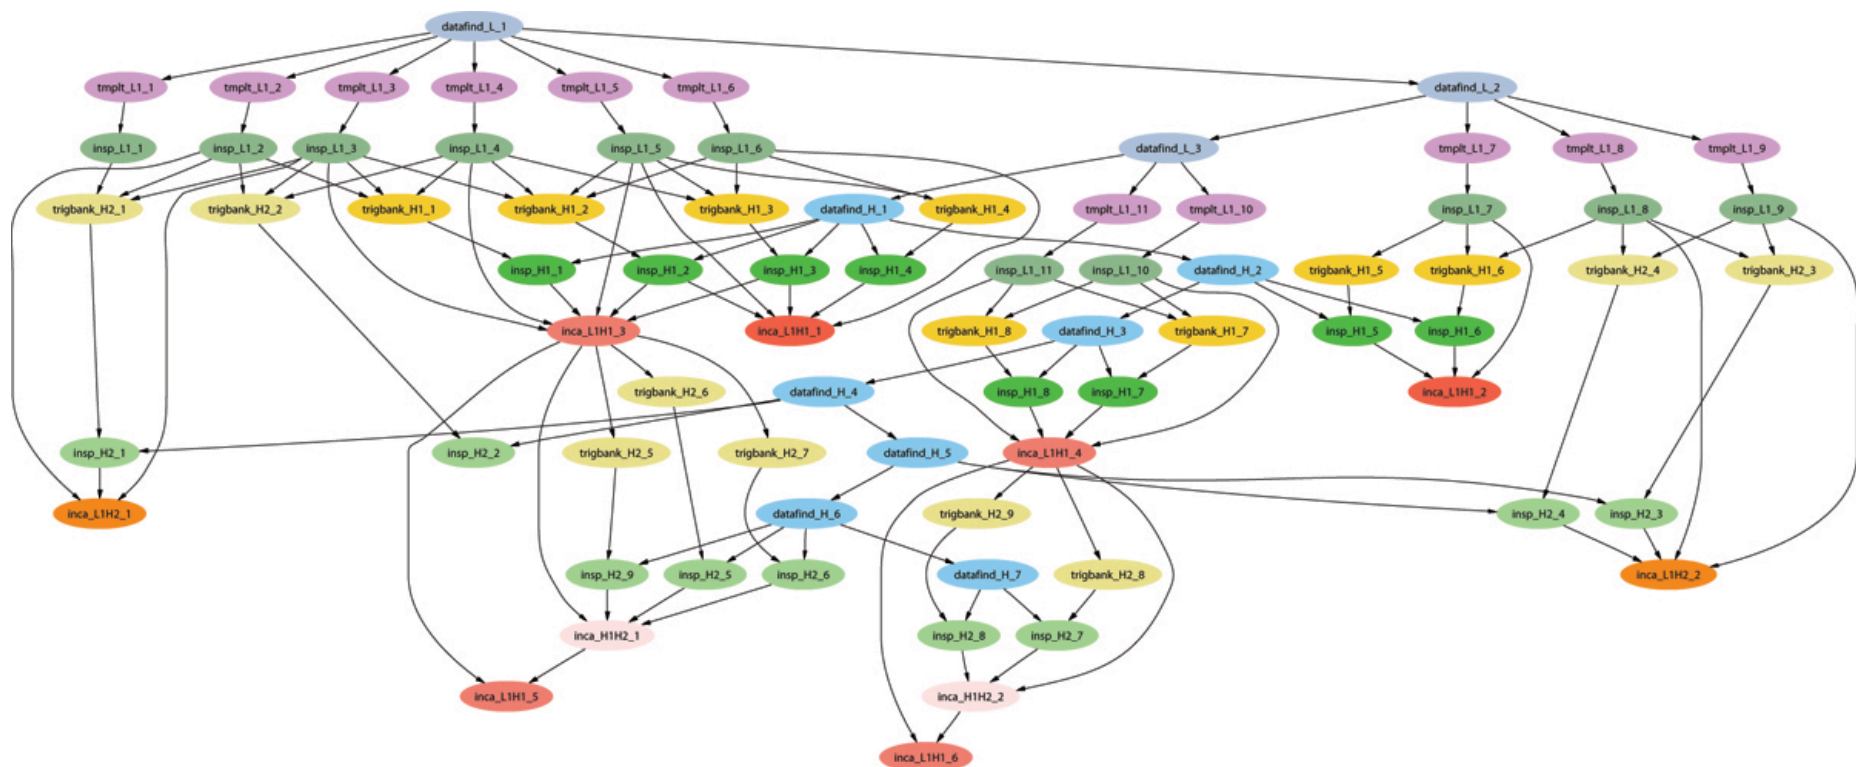 datafind_L_1
tmplt_L1_1 tmplt_L1_2 tmplt_L1_3 tmplt_L1_4 tmplt_L1_5 tmplt_L1_6 datafind_L_2
insp_L1_1 insp_L1_2 insp_L1_3 insp_L1_4 insp_L1_5 insp_L1_6 datafind_L_3 tmplt_L1_7 tmplt_L1_8 tmplt_L1_9
trigbank_H2_1 trigbank_H2_2 trigbank_H1_1 trigbank_H1_2 trigbank_H1_3 datafind_H_1 trigbank_H1_4 tmplt_L1_11 tmplt_L1_10 insp_L1_7 insp_L1_8 insp_L1_9
insp_H1_1 insp_H1_2 insp_H1_3 insp_H1_4 insp_L1_11 insp_L1_10 datafind_H_2 trigbank_H1_5 trigbank_H1_6 trigbank_H2_4 trigbank_H2_3
inca_L1H1_3 inca_L1H1_1 trigbank_H1_8 datafind_H_3 trigbank_H1_7 insp_H1_5 insp_H1_6
trigbank_H2_6 datafind_H_4 insp_H1_8 insp_H1_7 inca_L1H1_2
insp_H2_1 insp_H2_2 trigbank_H2_5 trigbank_H2_7 datafind_H_5 inca_L1H1_4
inca_L1H2_1 datafind_H_6 trigbank_H2_9 insp_H2_4 insp_H2_3
insp_H2_9 insp_H2_5 insp_H2_6 datafind_H_7 trigbank_H2_8 inca_L1H2_2
inca_H1H2_1 insp_H2_8 insp_H2_7
inca_L1H1_5 inca_H1H2_2
inca_L1H1_6